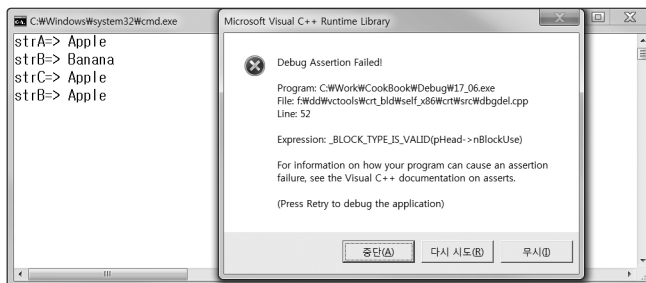 C:₩Windows₩system32₩cmd.exe
strA=> Apple
strB=> Banana
strC=> Apple
strB=> Apple
Microsoft Visual C++ Runtime Library
Debug Assertion Failed!
Program: C:₩Work₩CookBook₩Debug₩17_06.exe
File: f:₩dd₩vctools₩crt_bld₩self_x86₩crt₩src₩dbgdel.cpp
Line: 52
Expression: _BLOCK_TYPE_IS_VALID(pHead->nBlockUse)
For information on how your program can cause an assertion
failure, see the Visual C++ documentation on asserts.
(Press Retry to debug the application)
중단(A) 다시 시도(R) 무시(I)